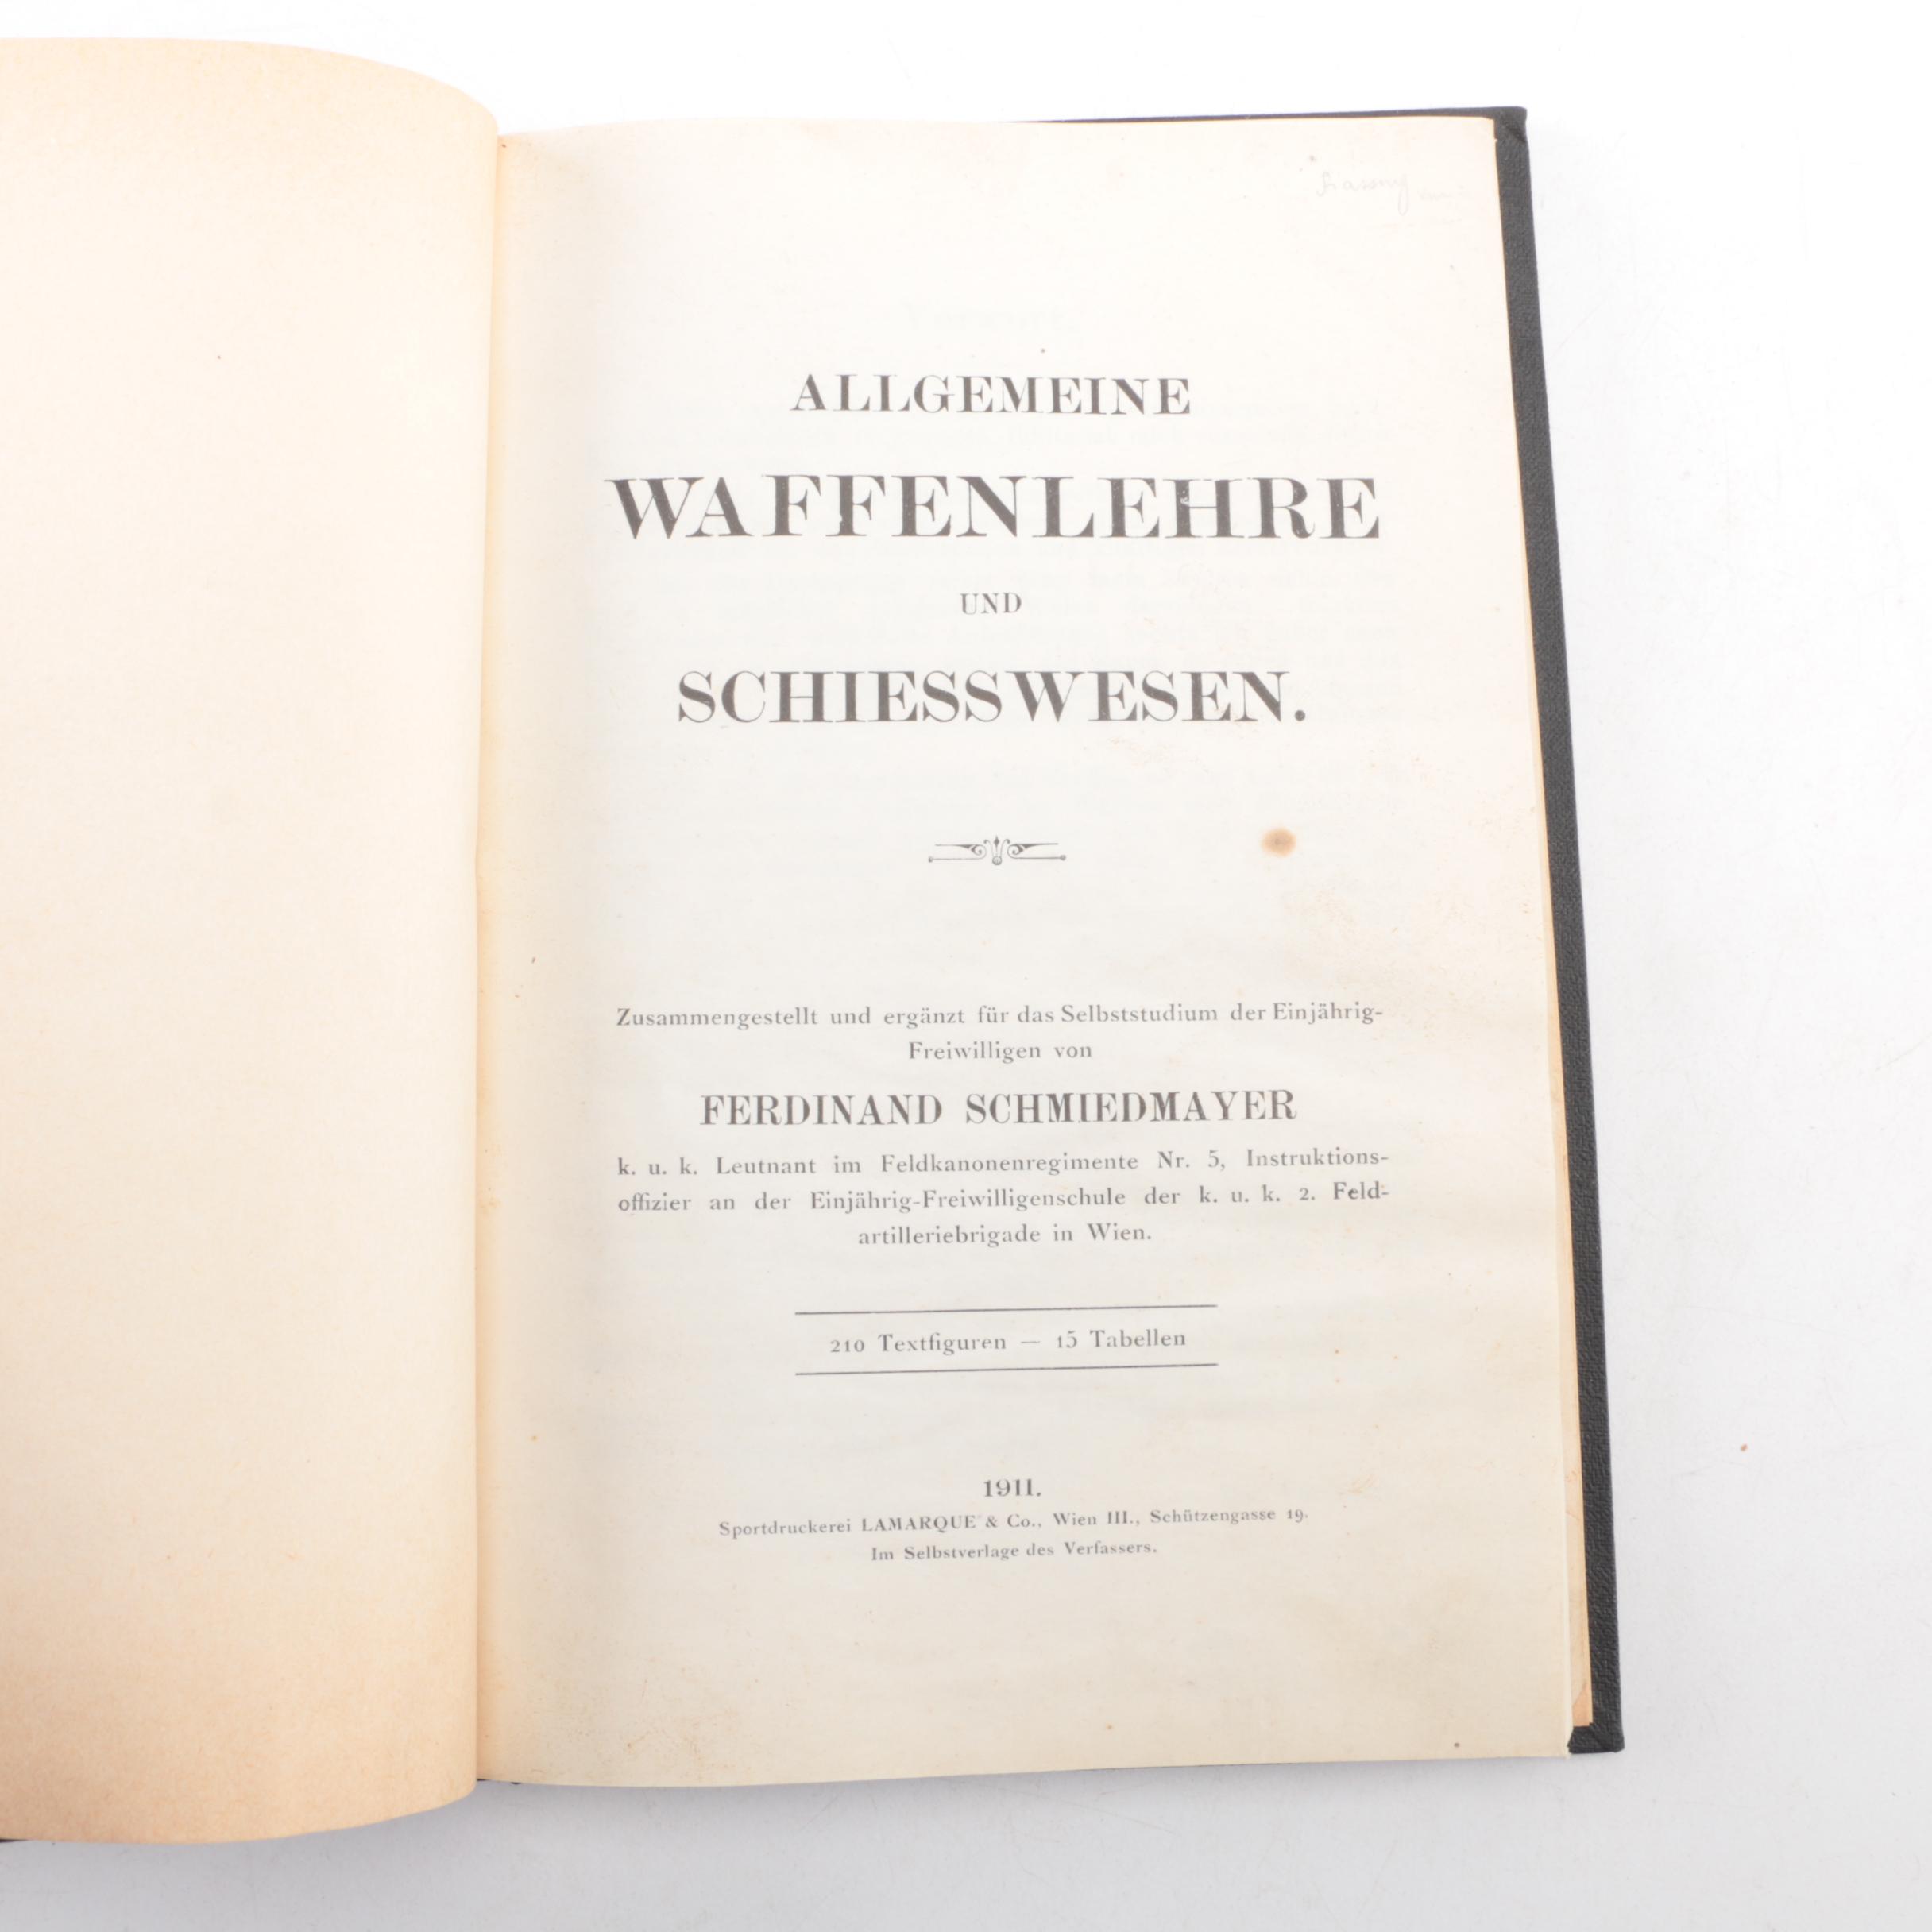 ALLGEMEINE
WAFFENLEHRE
UND
SCHIESSWESEN.
Zusammengestellt und ergänzt für das Selbststudium der Einjährig-
Freiwilligen von
FERDINAND SCHMIEDMAYER
k. u. k. Leutnant im Feldkanonenregimente Nr. 5, Instruktions-
offizier an der Einjährig-Freiwilligenschule der k. u. k. 2. Feld-
artilleriebrigade in Wien.
210 Textfiguren — 15 Tabellen
1911.
Sportdruckerei LAMARQUE & Co., Wien III., Schützengasse 19.
Im Selbstverlage des Verfassers.